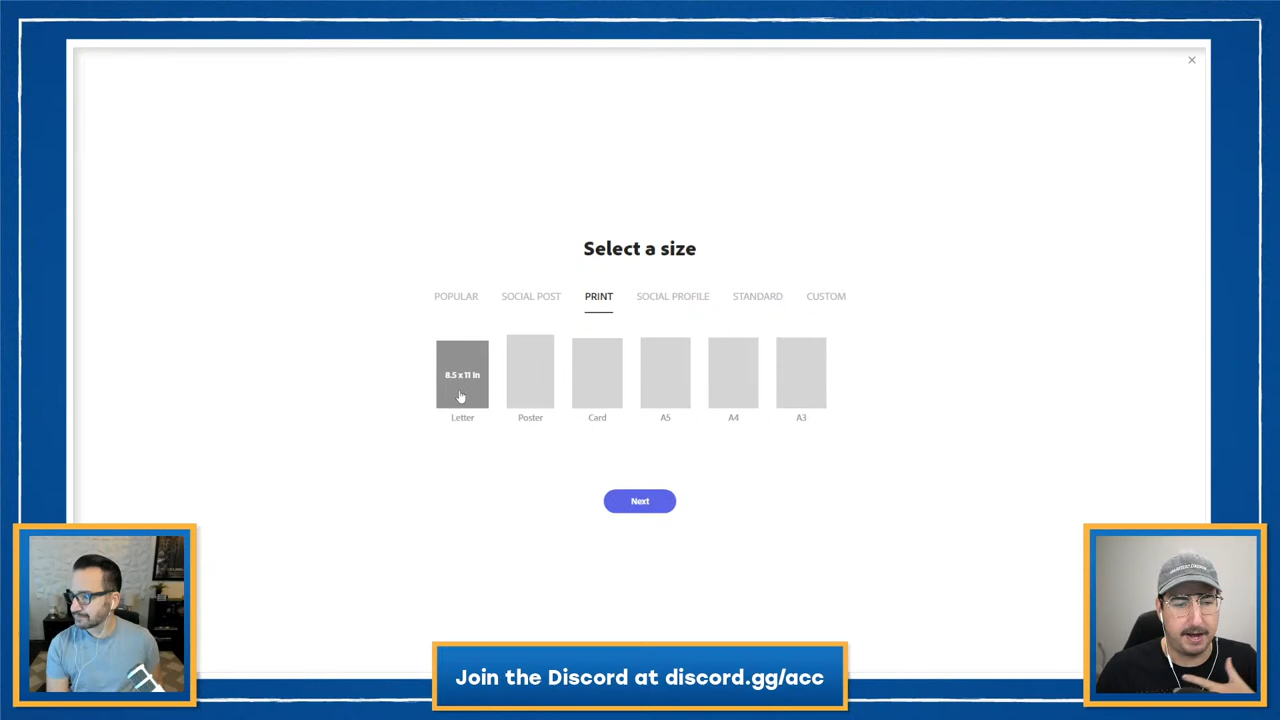 Select a size
POPULAR SOCIAL POST PRINT SOCIAL PROFILE STANDARD CUSTOM
8.5 x 11 in
Letter Poster Card A5 A4 A3
Next
Join the Discord at discord.gg/acc